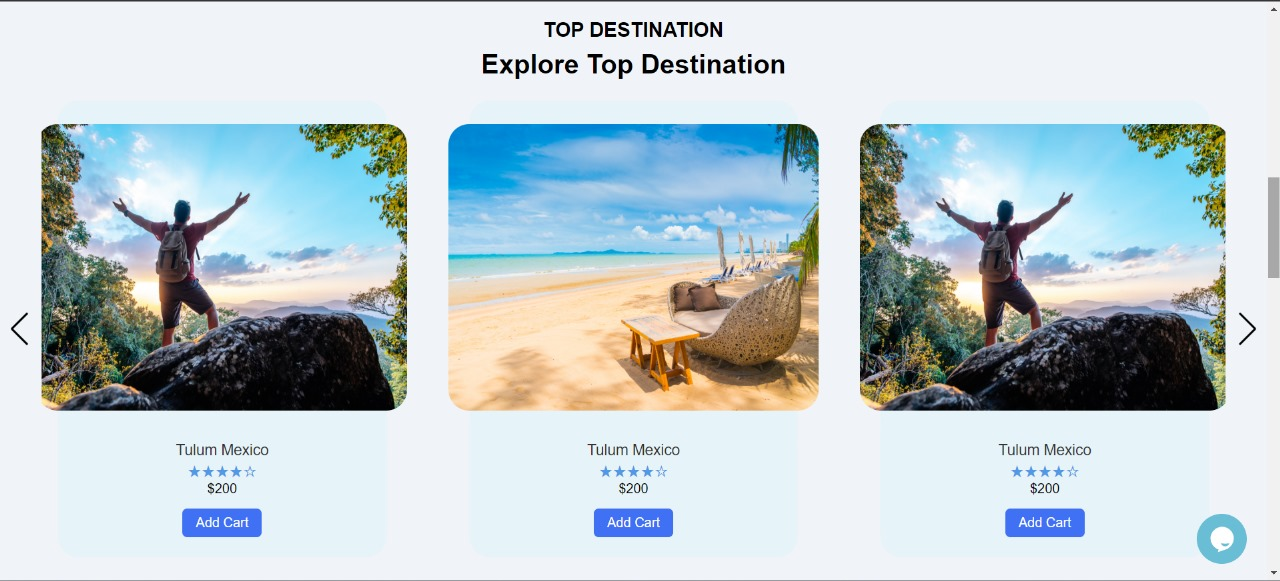 TOP DESTINATION
Explore Top Destination
Tulum Mexico
★★★★☆
$200
Add Cart
Tulum Mexico
★★★★☆
$200
Add Cart
Tulum Mexico
★★★★☆
$200
Add Cart